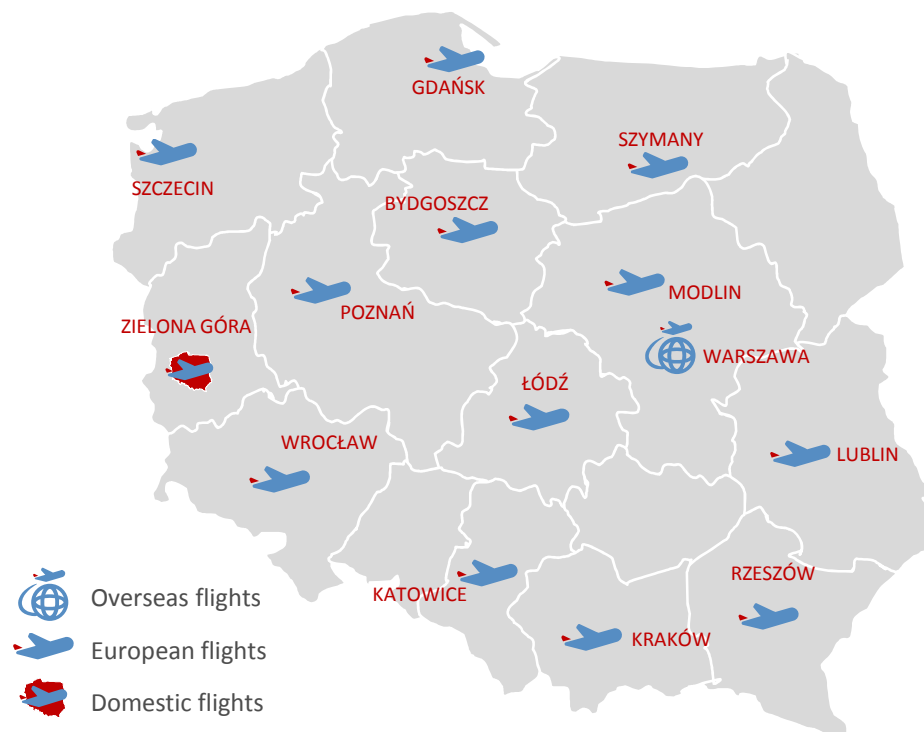 GDAŃSK
SZYMANY
SZCZECIN
BYDGOSZCZ
MODLIN
POZNAŃ
ZIELONA GÓRA
WARSZAWA
ŁÓDŹ
WROCŁAW
LUBLIN
RZESZÓW
KATOWICE
KRAKÓW
Overseas flights
European flights
Domestic flights